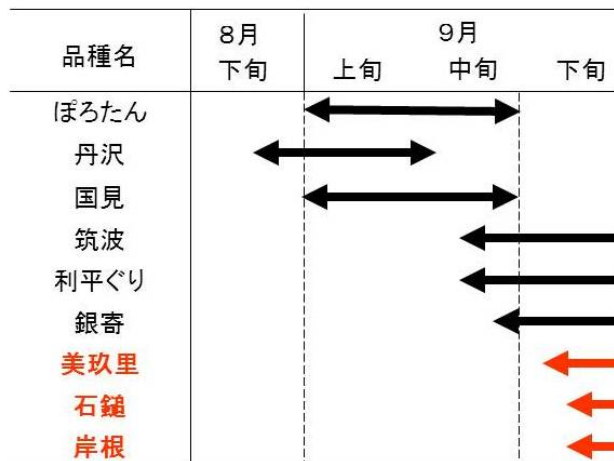 品種名 8月 9月
下旬 上旬 中旬 下旬
ぽろたん
丹沢
国見
筑波
利平ぐり
銀寄
美玖里
石鎚
岸根